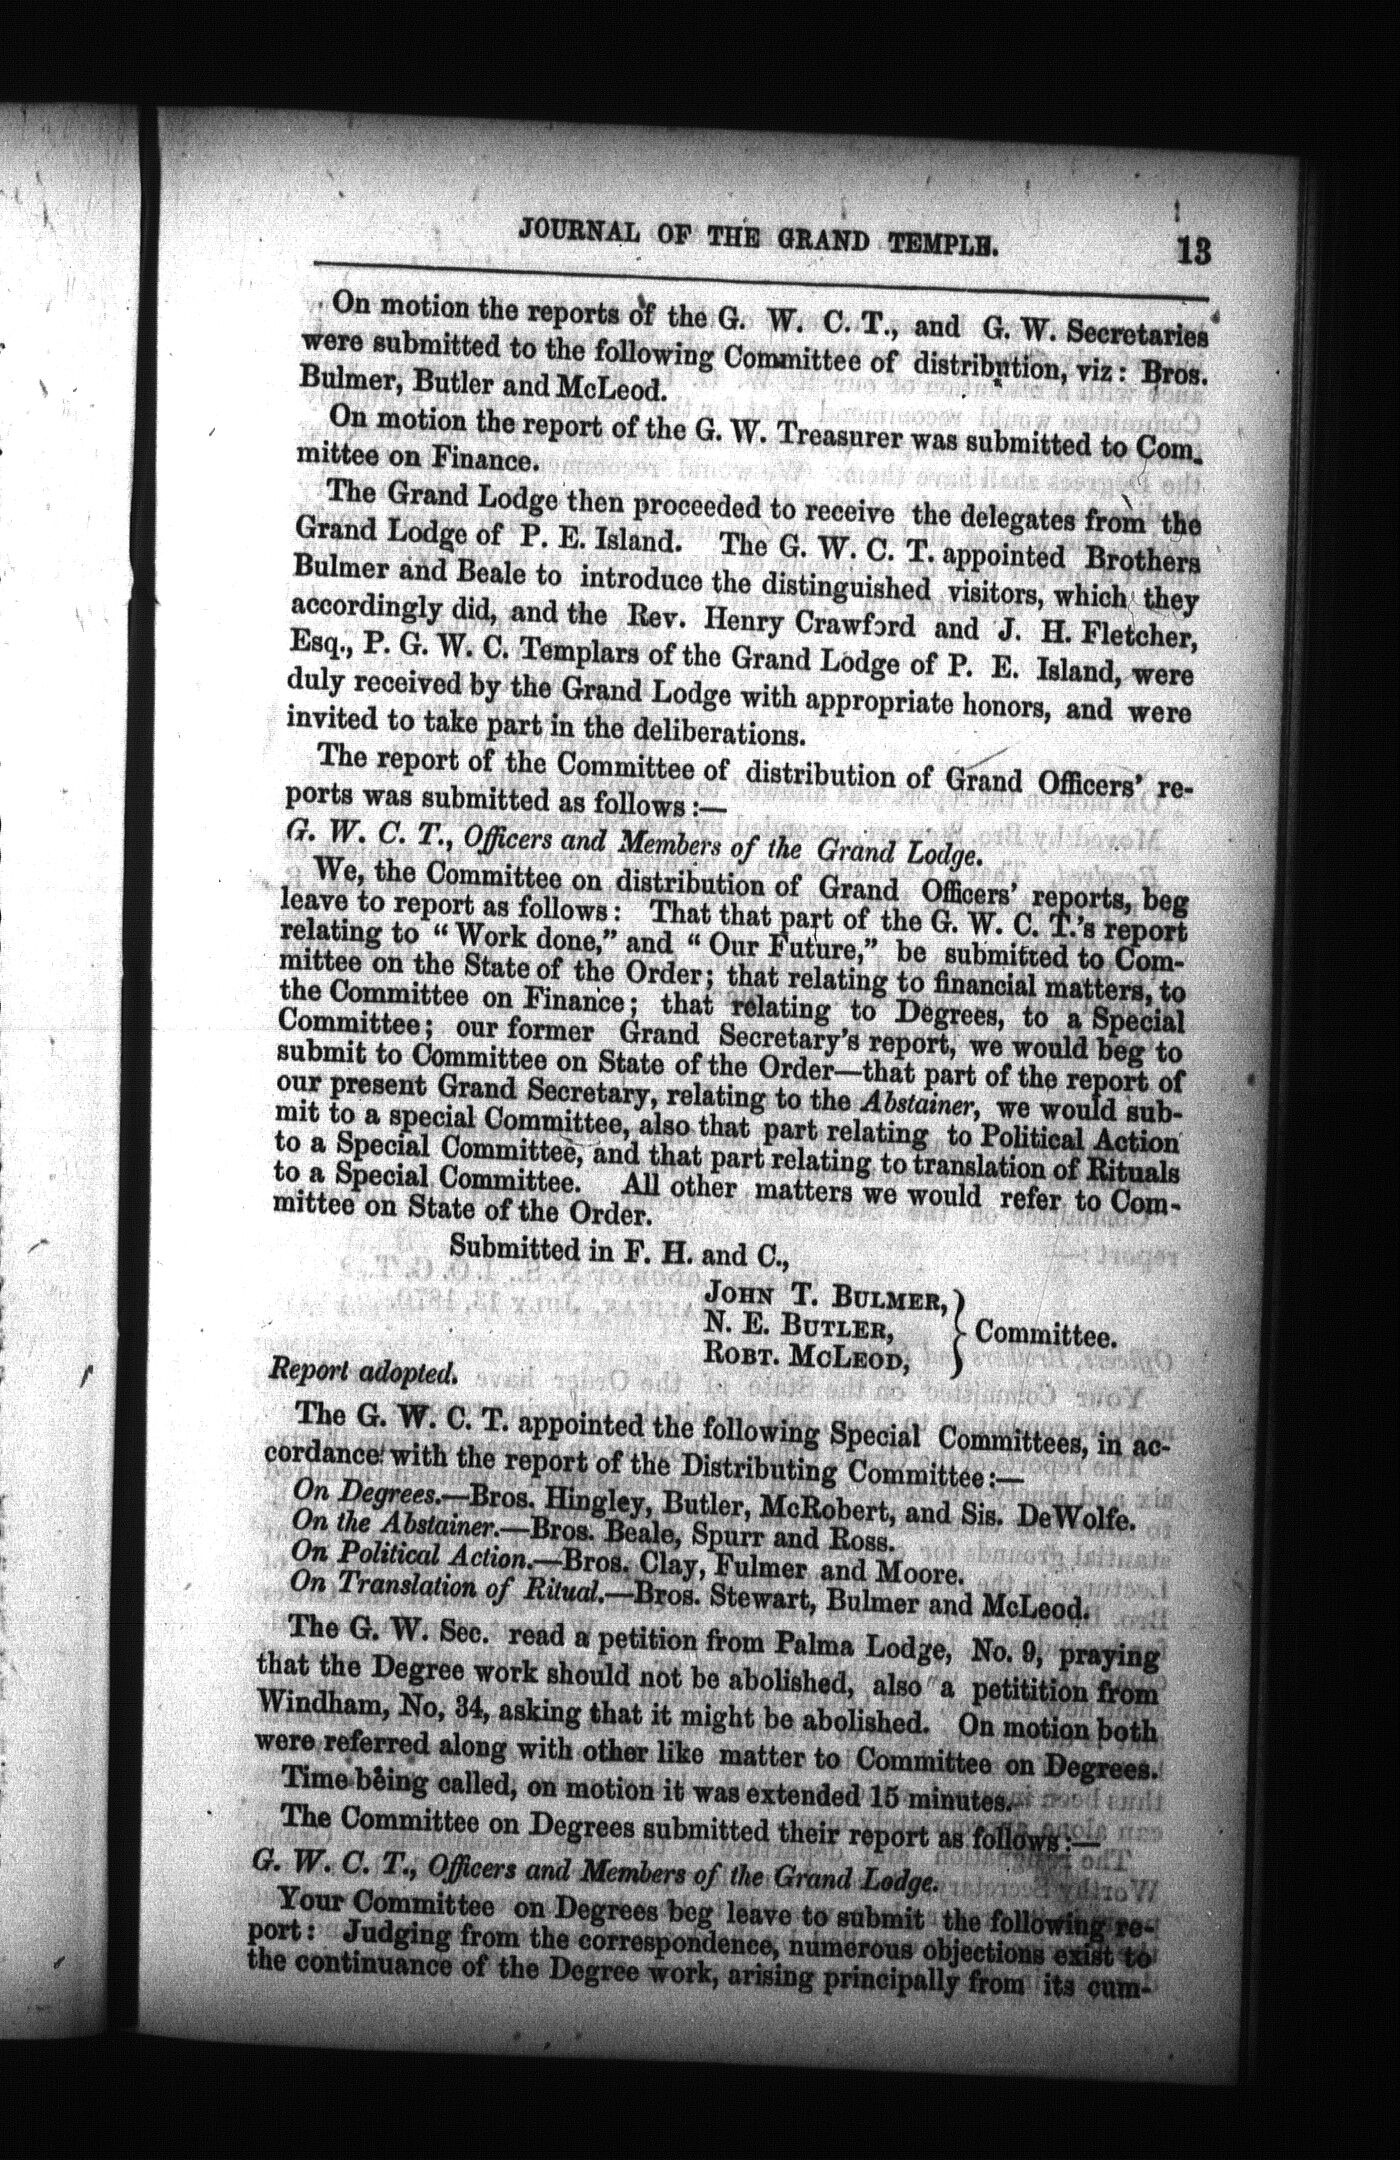 JOURNAL OF THE GRAND TEMPLE. 13
On motion the reports of the G. W. C. T., and G. W. Secretaries
were submitted to the following Committee of distribution, viz: Bros.
Bulmer, Butler and McLeod.
On motion the report of the G. W. Treasurer was submitted to Com-
mittee on Finance.
The Grand Lodge then proceeded to receive the delegates from the
Grand Lodge of P. E. Island. The G. W. C. T. appointed Brothers
Bulmer and Beale to introduce the distinguished visitors, which they
accordingly did, and the Rev. Henry Crawford and J. H. Fletcher,
Esq., P. G. W. C. Templars of the Grand Lodge of P. E. Island, were
duly received by the Grand Lodge with appropriate honors, and were
invited to take part in the deliberations.
The report of the Committee of distribution of Grand Officers' re-
ports was submitted as follows:—
G. W. C. T., Officers and Members of the Grand Lodge.
We, the Committee on distribution of Grand Officers' reports, beg
leave to report as follows: That that part of the G. W. C. T.'s report
relating to "Work done," and "Our Future," be submitted to Com-
mittee on the State of the Order; that relating to financial matters, to
the Committee on Finance; that relating to Degrees, to a Special
Committee; our former Grand Secretary's report, we would beg to
submit to Committee on State of the Order—that part of the report of
our present Grand Secretary, relating to the Abstainer, we would sub-
mit to a special Committee, also that part relating to Political Action
to a Special Committee, and that part relating to translation of Rituals
to a Special Committee. All other matters we would refer to Com-
mittee on State of the Order.
Submitted in F. H. and C.,
JOHN T. BULMER,
N. E. BUTLER, } Committee.
ROBT. MCLEOD,
Report adopted.
The G. W. C. T. appointed the following Special Committees, in ac-
cordance with the report of the Distributing Committee:—
On Degrees.—Bros. Hingley, Butler, McRobert, and Sis. DeWolfe.
On the Abstainer.—Bros. Beale, Spurr and Ross.
On Political Action.—Bros. Clay, Fulmer and Moore.
On Translation of Ritual.—Bros. Stewart, Bulmer and McLeod.
The G. W. Sec. read a petition from Palma Lodge, No. 9, praying
that the Degree work should not be abolished, also a petitition from
Windham, No. 34, asking that it might be abolished. On motion both
were referred along with other like matter to Committee on Degrees.
Time being called, on motion it was extended 15 minutes.
The Committee on Degrees submitted their report as follows:—
G. W. C. T., Officers and Members of the Grand Lodge.
Your Committee on Degrees beg leave to submit the following re-
port: Judging from the correspondence, numerous objections exist to
the continuance of the Degree work, arising principally from its cum-